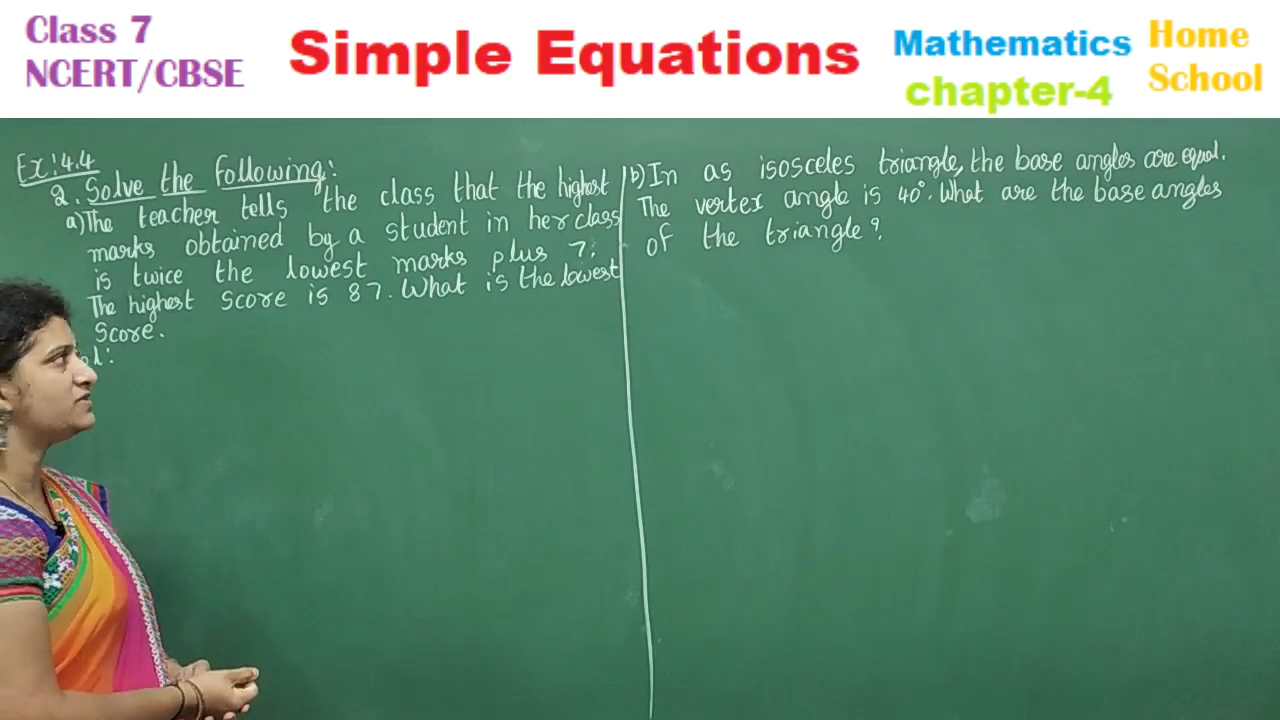 Class 7
NCERT/CBSE
Simple Equations
Mathematics
chapter-4
Home
School
Ex:4.4
2. Solve the following:
a) The teacher tells the class that the highest
marks obtained by a student in her class
is twice the lowest marks plus 7.
The highest Score is 87. What is the lowest
Score.
b) In as isosceles triangle, the base angles are equal.
The vertex angle is 40°. What are the base angles
of the triangle?